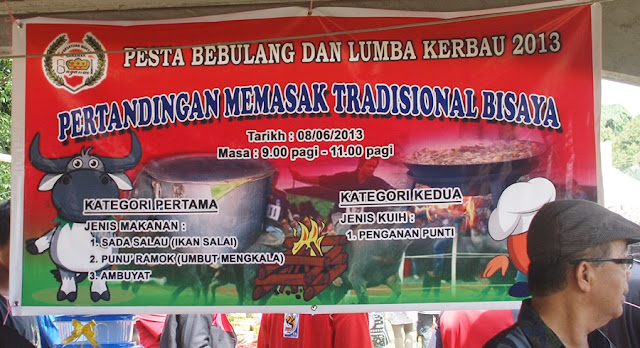 PESTA BEBULANG DAN LUMBA KERBAU 2013
PERTANDINGAN MEMASAK TRADISIONAL BISAYA
Tarikh : 08/06/2013
Masa : 9.00 pagi - 11.00 pagi
KATEGORI PERTAMA
JENIS MAKANAN :
1. SADA SALAU (IKAN SALAI)
2. PUNU' RAMOK (UMBUT MENGKALA)
3. AMBUYAT
KATEGORI KEDUA
JENIS KUIH :
1. PENGANAN PUNTI